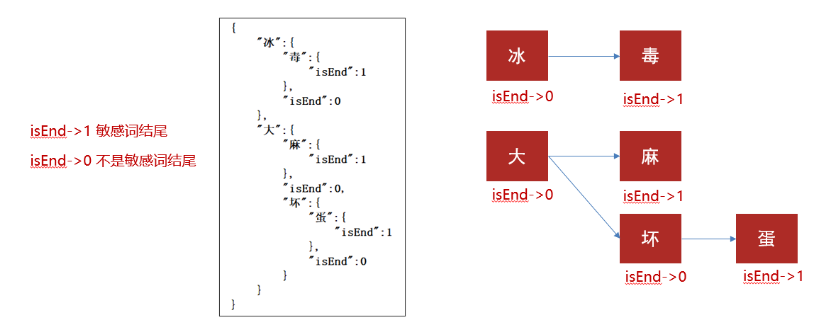 isEnd->1 敏感词结尾
isEnd->0 不是敏感词结尾
{
"冰":{
"毒":{
"isEnd":1
},
"isEnd":0
},
"大":{
"麻":{
"isEnd":1
},
"isEnd":0,
"坏":{
"蛋":{
"isEnd":1
},
"isEnd":0
}
}
}
冰 毒
isEnd->0 isEnd->1
大 麻
isEnd->0 isEnd->1
坏 蛋
isEnd->0 isEnd->1